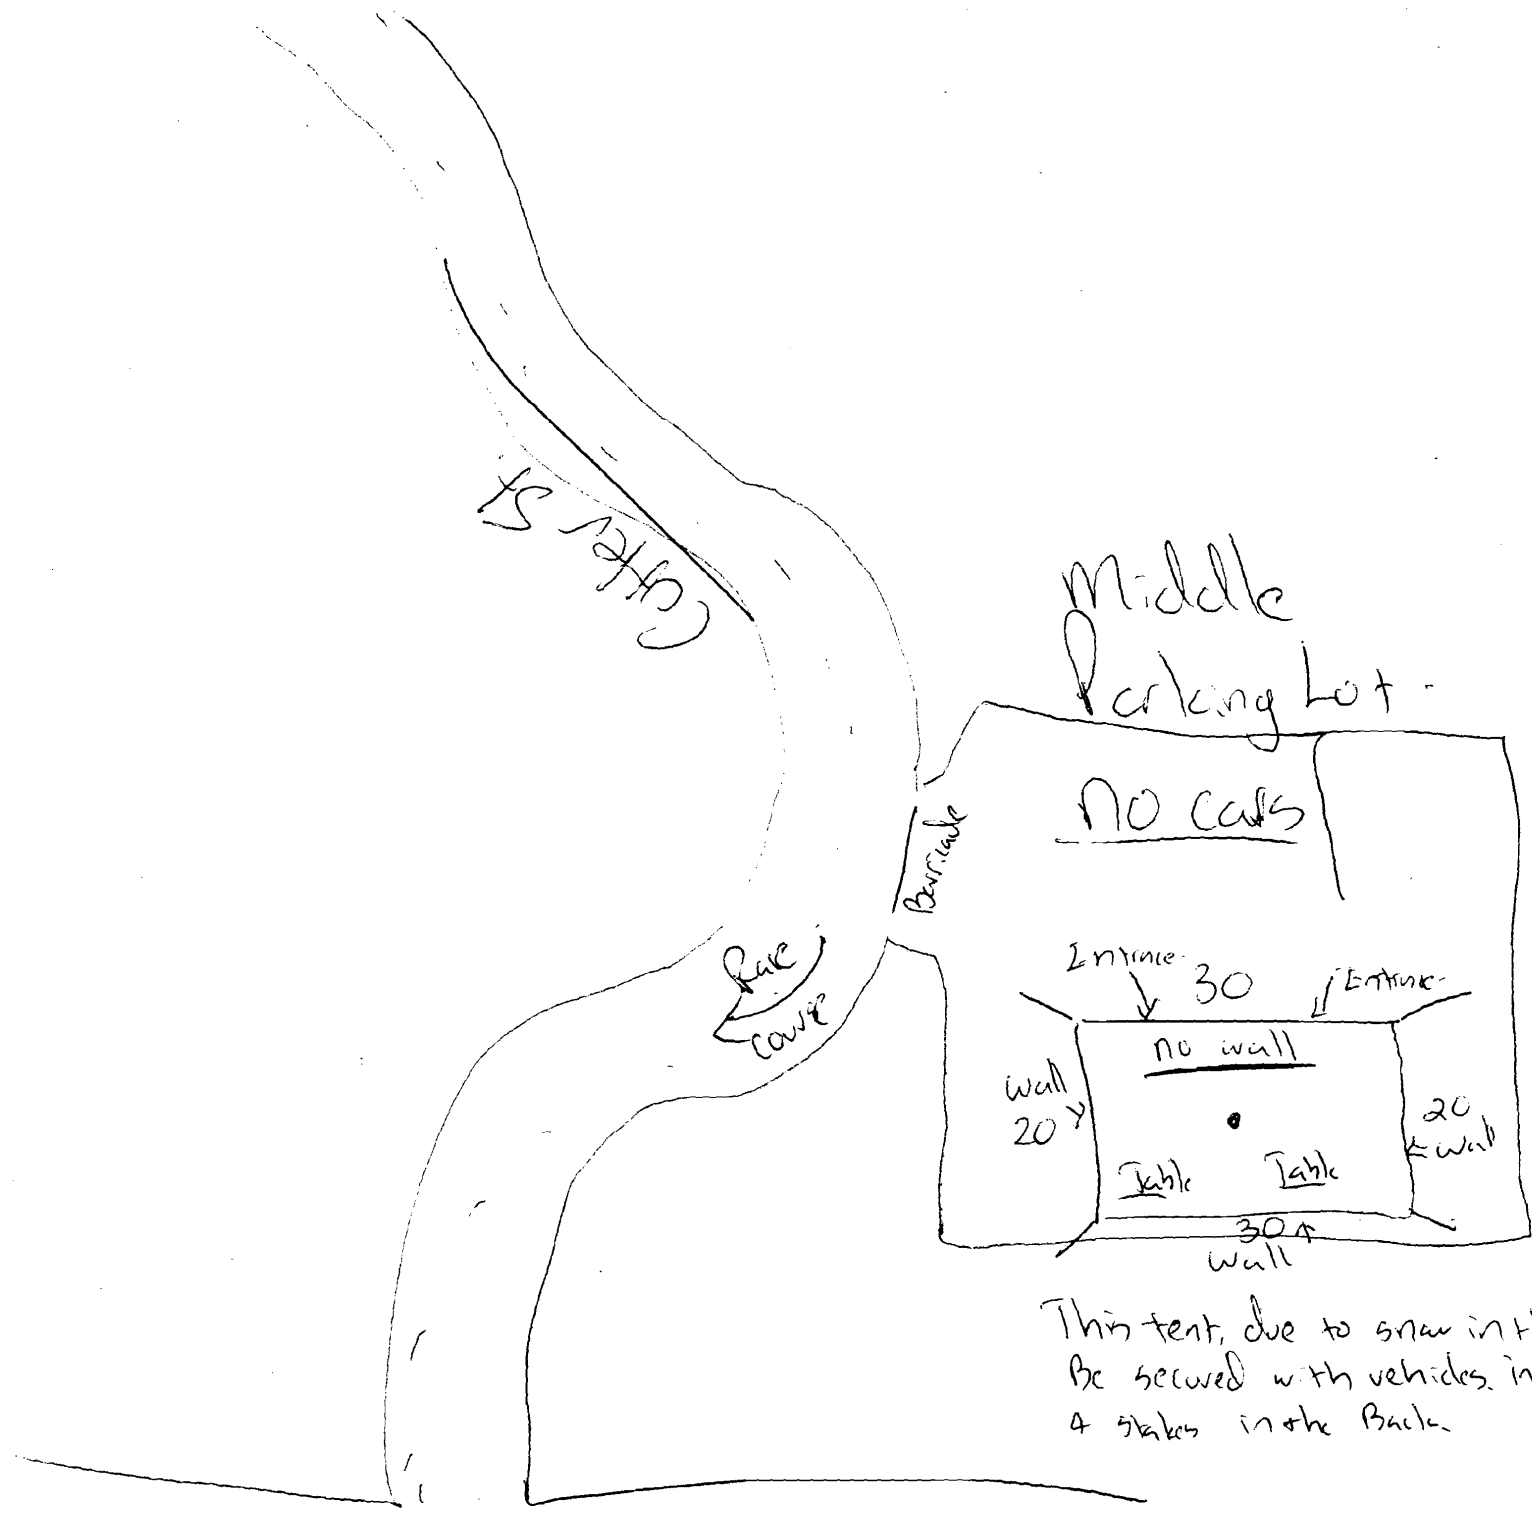 Cutter St
Middle
Parking Lot
no cars
Barricade
Race
course
Entrance
30
Entrance
no wall
wall
20
20
wall
Table
Table
30
wall
This tent, due to snow in
Be secured with vehicles in
4 stakes in the Back.